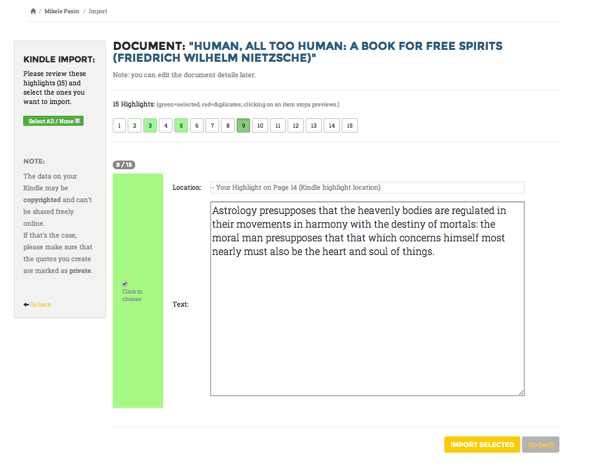 / Mikele Pasin / Import
KINDLE IMPORT:
Please review these
highlights (15) and
select the ones you
want to import.
Select All / None
NOTE:
The data on your
Kindle may be
copyrighted and can't
be shared freely
online.
If that's the case,
please make sure that
the quotes you create
are marked as private.
Go back
DOCUMENT: "HUMAN, ALL TOO HUMAN: A BOOK FOR FREE SPIRITS
(FRIEDRICH WILHELM NIETZSCHE)"
Note: you can edit the document details later.
15 Highlights: (green=selected, red=duplicates; clicking on an item stops previews.)
1 2 3 4 5 6 7 8 9 10 11 12 13 14 15
9 / 15
Location: - Your Highlight on Page 14 (Kindle highlight location)
Astrology presupposes that the heavenly bodies are regulated in
their movements in harmony with the destiny of mortals: the
moral man presupposes that that which concerns himself most
nearly must also be the heart and soul of things.
Click to
choose
Text:
IMPORT SELECTED Go back